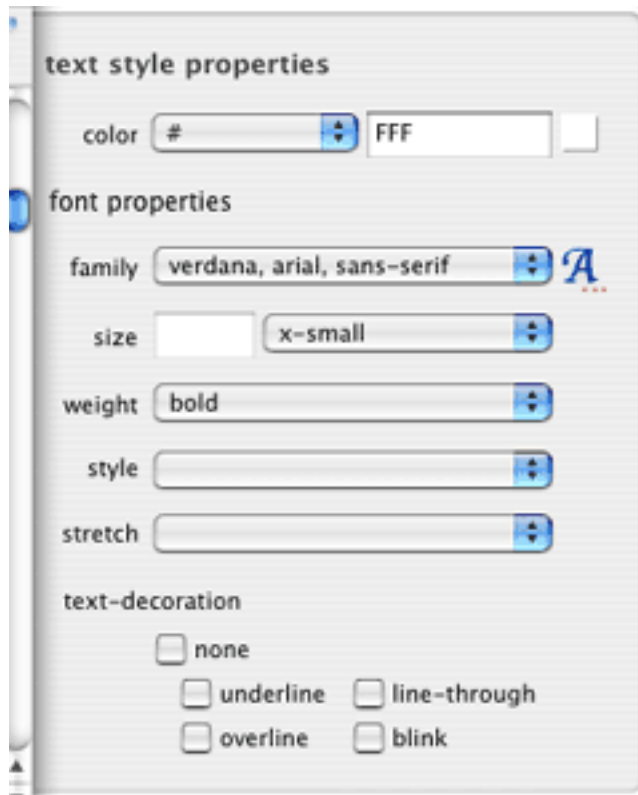 text style properties
color # FFF
font properties
family verdana, arial, sans-serif A
size x-small
weight bold
style
stretch
text-decoration
none
underline line-through
overline blink